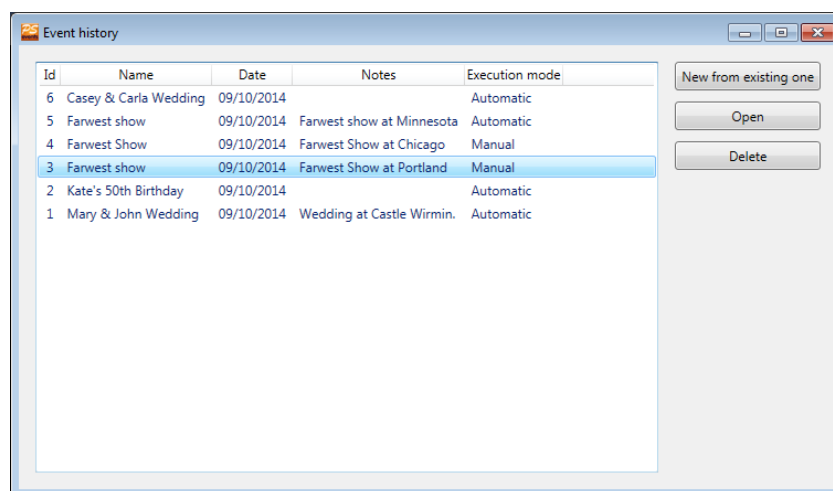 Event history
Id Name Date Notes Execution mode
6 Casey & Carla Wedding 09/10/2014 Automatic
5 Farwest show 09/10/2014 Farwest show at Minnesota Automatic
4 Farwest Show 09/10/2014 Farwest Show at Chicago Manual
3 Farwest show 09/10/2014 Farwest Show at Portland Manual
2 Kate's 50th Birthday 09/10/2014 Automatic
1 Mary & John Wedding 09/10/2014 Wedding at Castle Wirmin. Automatic
New from existing one
Open
Delete